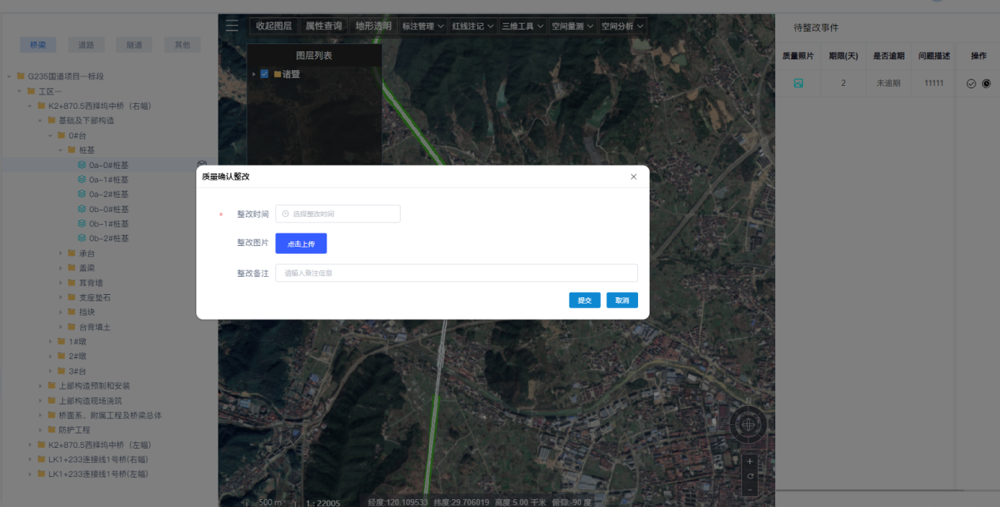 桥梁 道路 隧道 其他
G235国道项目一标段
工区一
K2+870.5西择坞中桥（右幅）
基础及下部构造
0#台
桩基
0a-0#桩基
0a-1#桩基
0a-2#桩基
0b-0#桩基
0b-1#桩基
0b-2#桩基
承台
盖梁
耳背墙
支座垫石
挡块
台背填土
1#墩
2#墩
3#台
上部构造预制和安装
上部构造现场浇筑
桥面系、附属工程及桥梁总体
防护工程
K2+870.5西择坞中桥（左幅）
LK1+233连接线1号桥(右幅)
LK1+233连接线1号桥(左幅)
收起图层 属性查询 地形透明 标注管理 红线注记 三维工具 空间量测 空间分析
图层列表
诸暨
质量确认整改
* 整改时间 选择整改时间
整改图片 点击上传
整改备注 请输入备注信息
提交 取消
500 m 1 : 22005 经度:120.109533 纬度:29.706019 高度:5.00 千米 俯仰:-90 度
待整改事件
质量照片 期限(天) 是否逾期 问题描述 操作
2 未逾期 11111